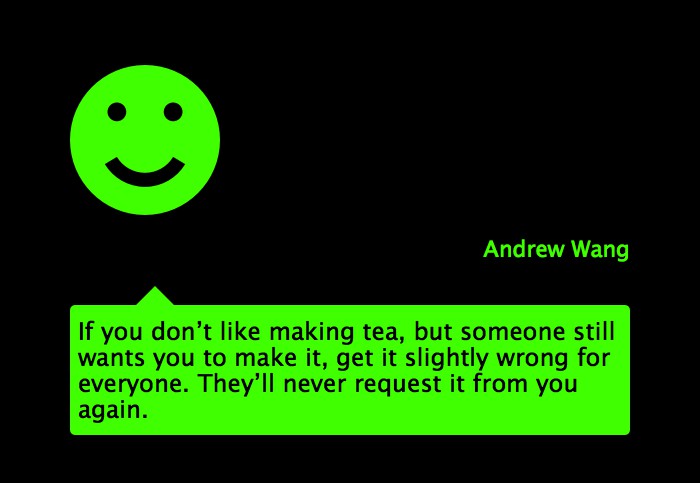 Andrew Wang
If you don’t like making tea, but someone still
wants you to make it, get it slightly wrong for
everyone. They’ll never request it from you
again.